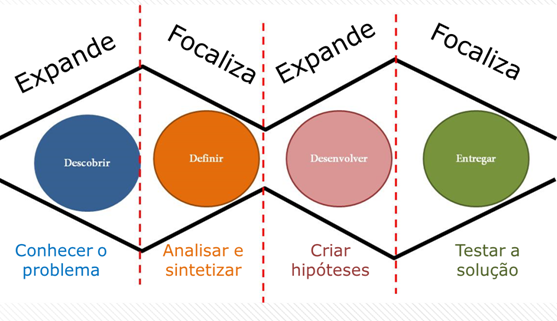 Expande
Focaliza
Expande
Focaliza
Descobrir
Definir
Desenvolver
Entregar
Conhecer o
problema
Analisar e
sintetizar
Criar
hipóteses
Testar a
solução